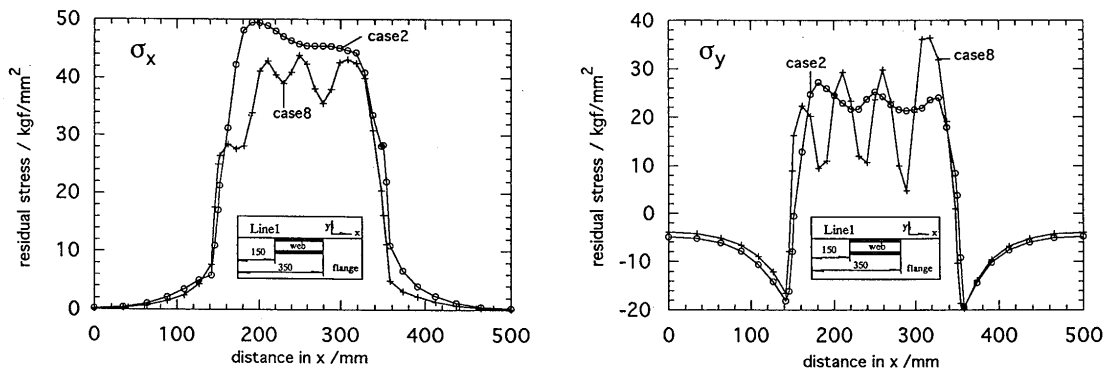 50
40
30
20
10
0
residual stress / kgf/mm²
σx
case2
case8
Line1
y
x
web
150
350
flange
0
100
200
300
400
500
distance in x /mm
40
30
20
10
0
-10
-20
residual stress / kgf/mm²
σy
case2
case8
Line1
y
x
web
150
350
flange
0
100
200
300
400
500
distance in x /mm